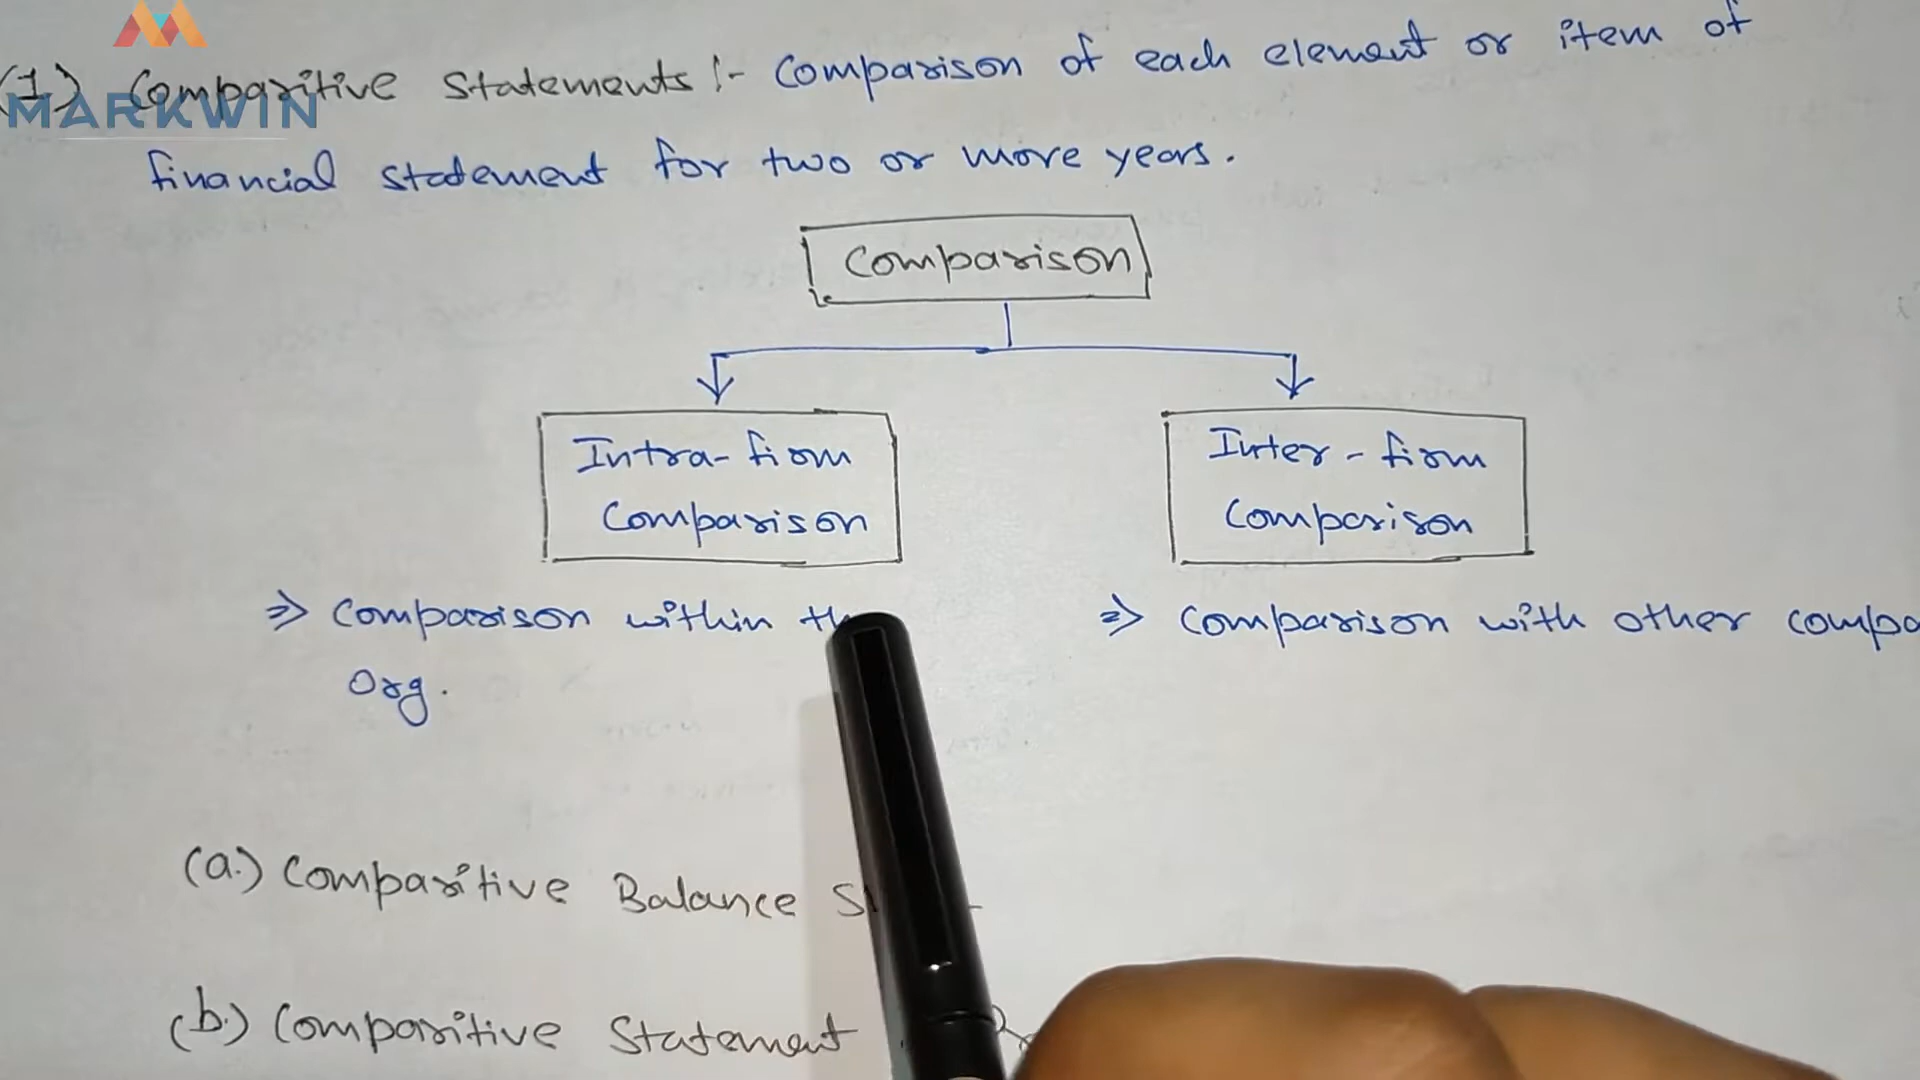 (1) Comparitive Statements :- Comparison of each element or item of
MARKWIN
financial statement for two or more years.
Comparison
Intra-firm
Comparison
Inter-firm
Comparison
⇒ Comparison within
Org.
⇒ Comparison with other
(a.) Comparitive Balance
(b.) Comparitive Statement